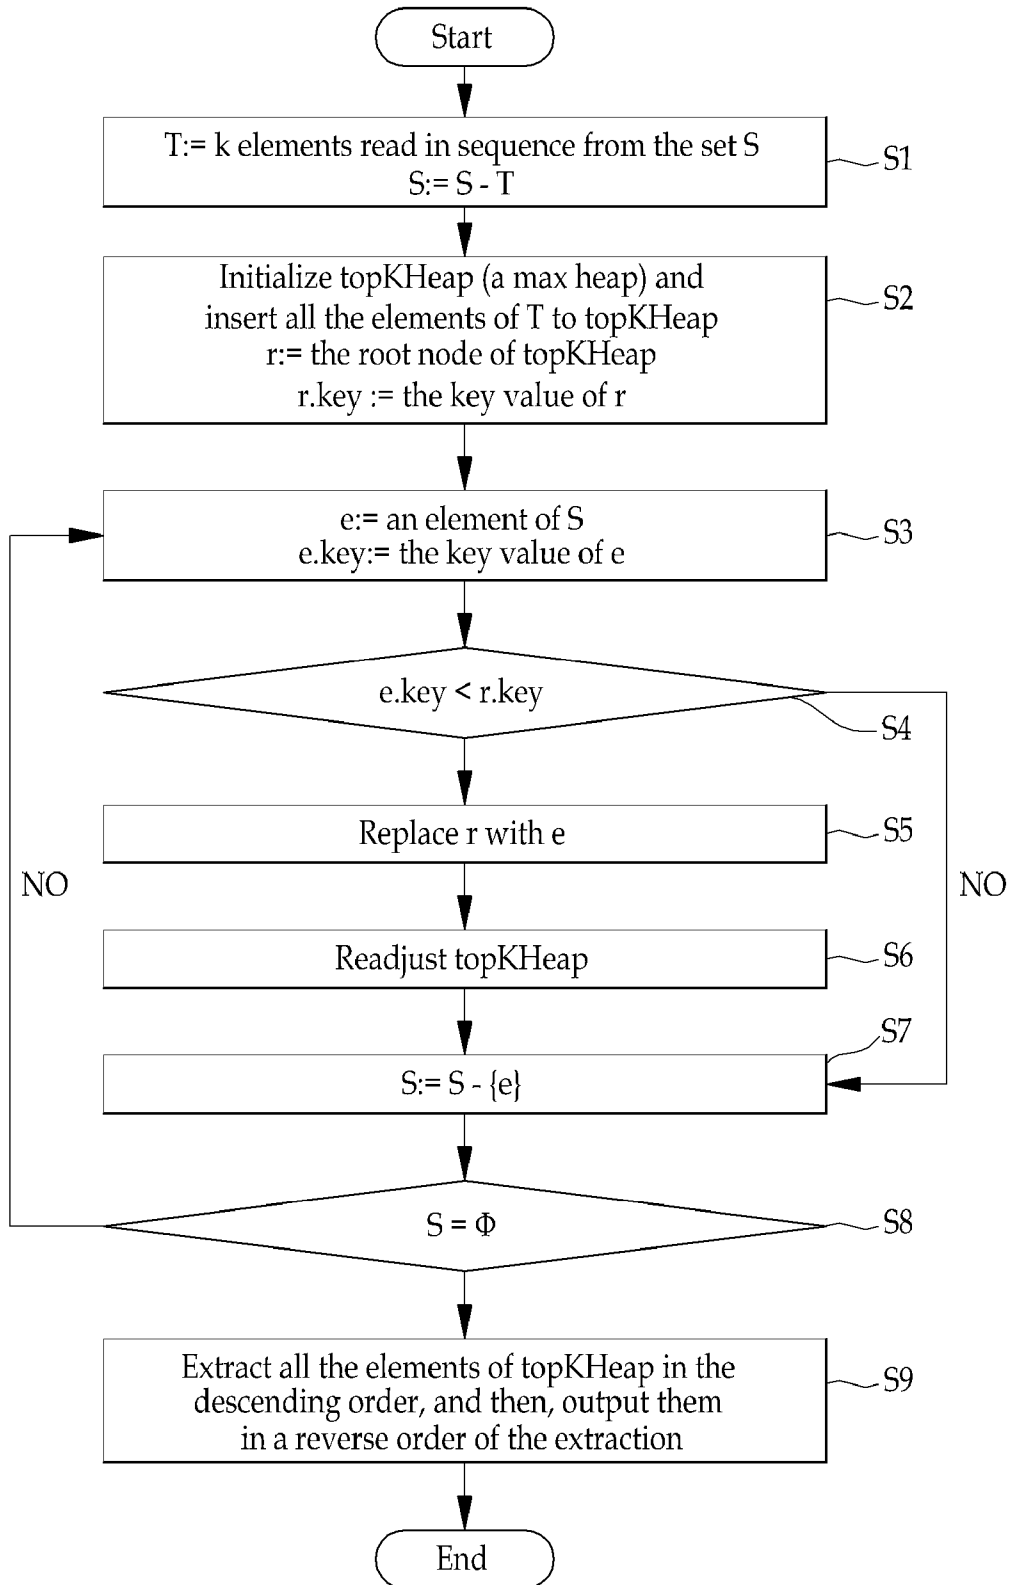 Start
T:= k elements read in sequence from the set S
S:= S - T
S1
Initialize topKHeap (a max heap) and
insert all the elements of T to topKHeap
r:= the root node of topKHeap
r.key := the key value of r
S2
e:= an element of S
e.key:= the key value of e
S3
e.key < r.key
S4
Replace r with e
S5
NO
NO
Readjust topKHeap
S6
S7
S:= S - {e}
S = Φ
S8
Extract all the elements of topKHeap in the
descending order, and then, output them
in a reverse order of the extraction
S9
End